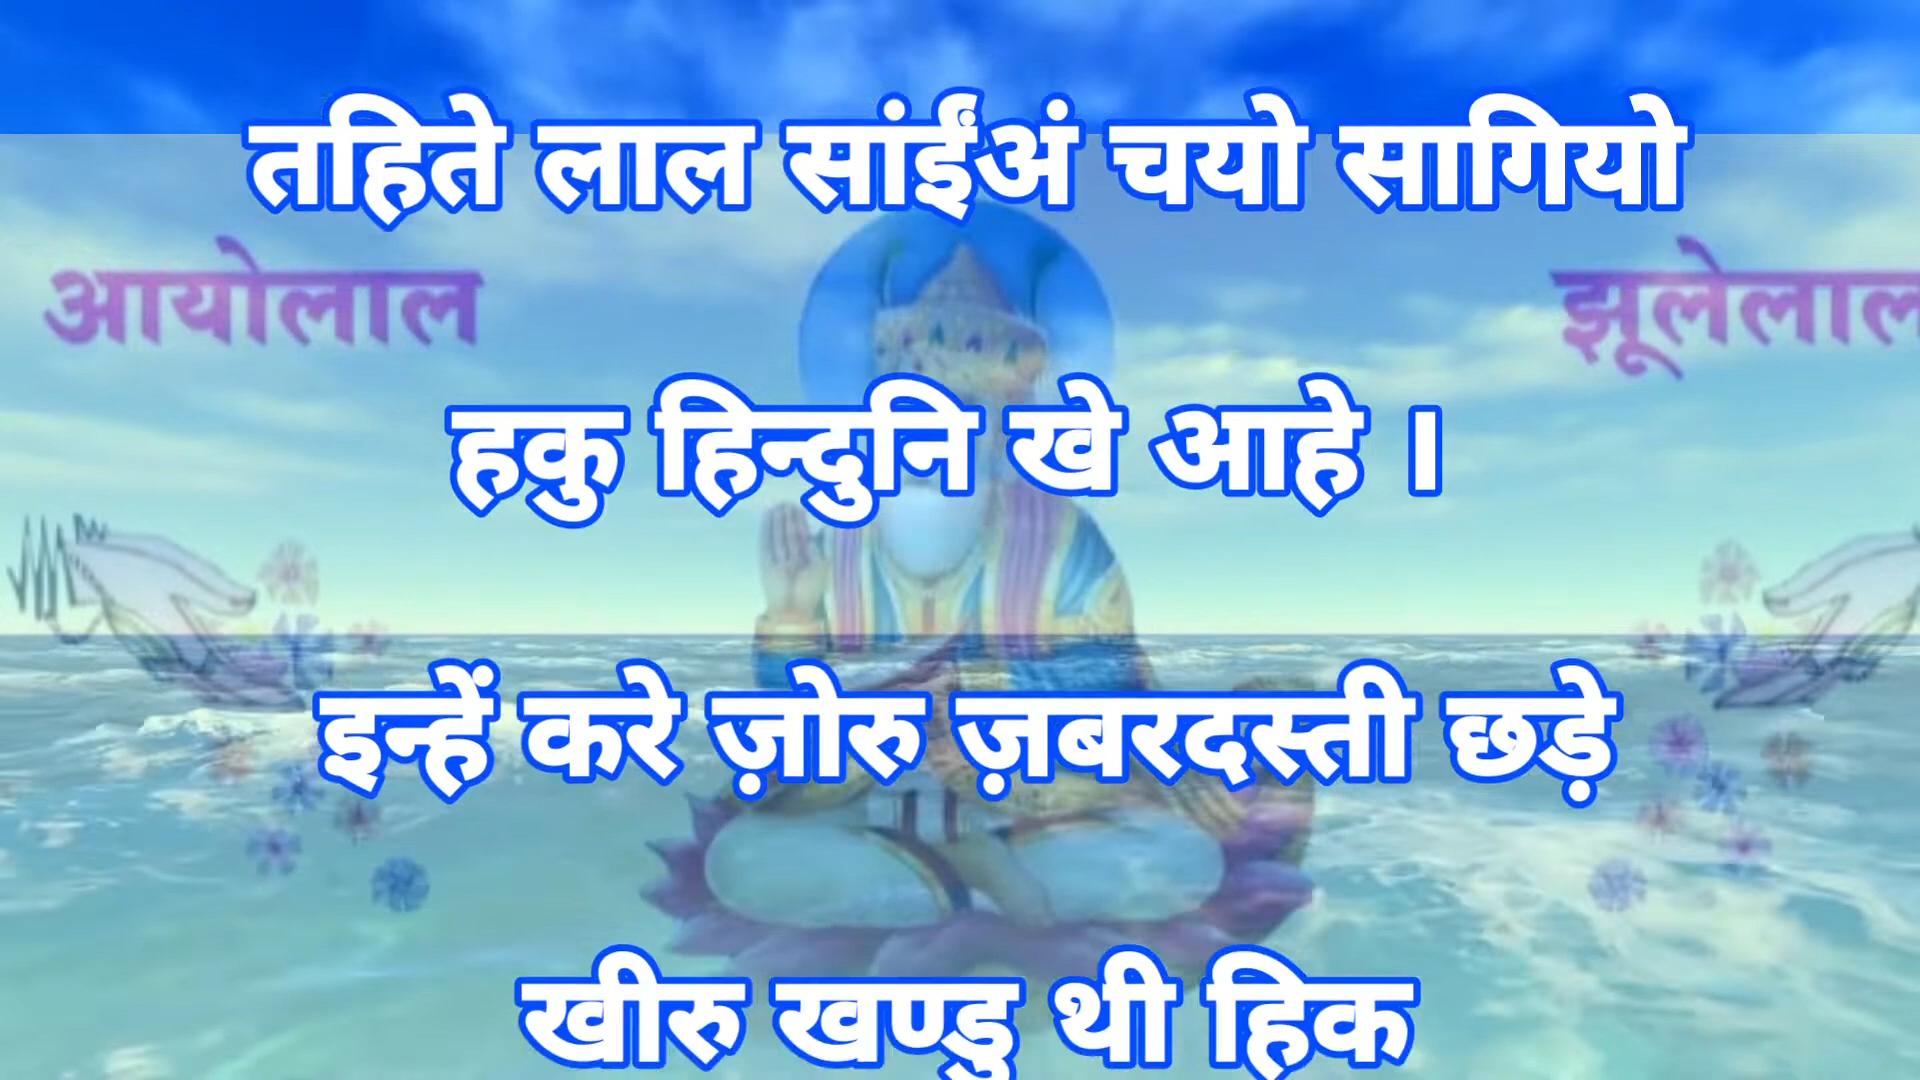 तहिते लाल सांईंअं चयो सागियो
आयोलाल
झूलेलाल
हकु हिन्दुनि खे आहे ।
इन्हें करे ज़ोरु ज़बरदस्ती छड़े
खीरु खण्डु थी हिक